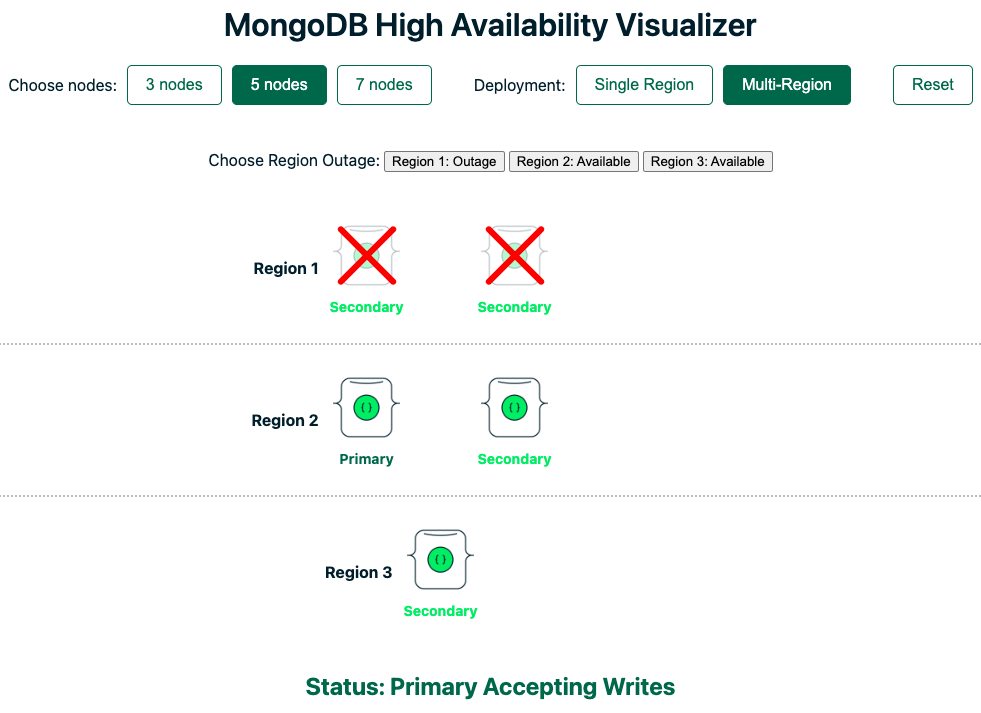 MongoDB High Availability Visualizer
Choose nodes: 3 nodes 5 nodes 7 nodes Deployment: Single Region Multi-Region Reset
Choose Region Outage: Region 1: Outage Region 2: Available Region 3: Available
Region 1
Secondary Secondary
{ } { }
Region 2
Primary Secondary
{ }
Region 3
Secondary
Status: Primary Accepting Writes